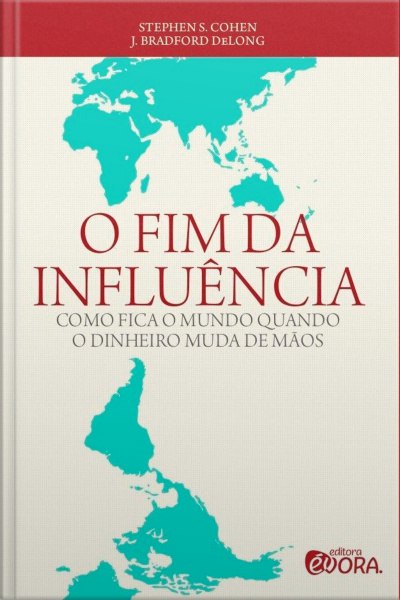 STEPHEN S. COHEN
J. BRADFORD DELONG
O FIM DA
INFLUÊNCIA
COMO FICA O MUNDO QUANDO
O DINHEIRO MUDA DE MÃOS
editora
évORA.